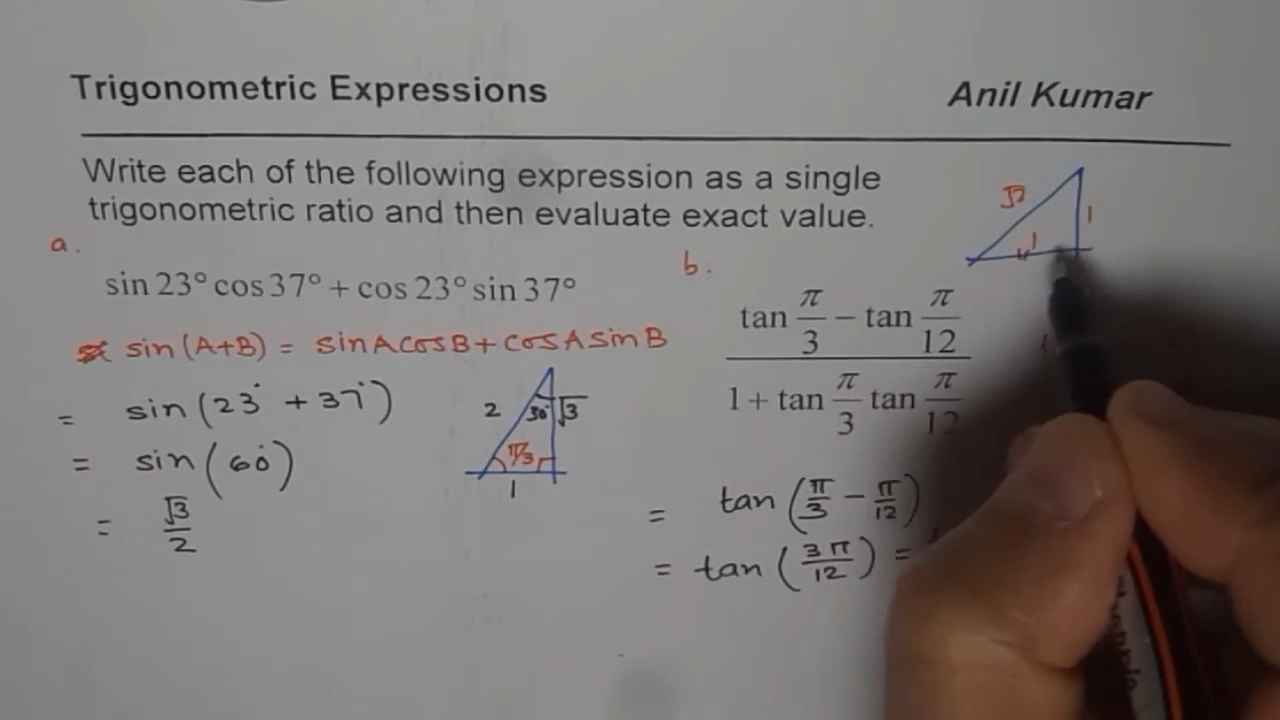 Trigonometric Expressions
Anil Kumar
Write each of the following expression as a single
trigonometric ratio and then evaluate exact value.
a.
sin 23° cos 37° + cos 23° sin 37°
sin (A+B) = sinAcosB + cosAsinB
= sin (23° + 37°)
= sin (60°)
= √3/2
2
30°
√3
π/3
1
b.
tan π/3 − tan π/12
1 + tan π/3 tan π/12
= tan (π/3 − π/12)
= tan (3π/12) =
√2
1
1